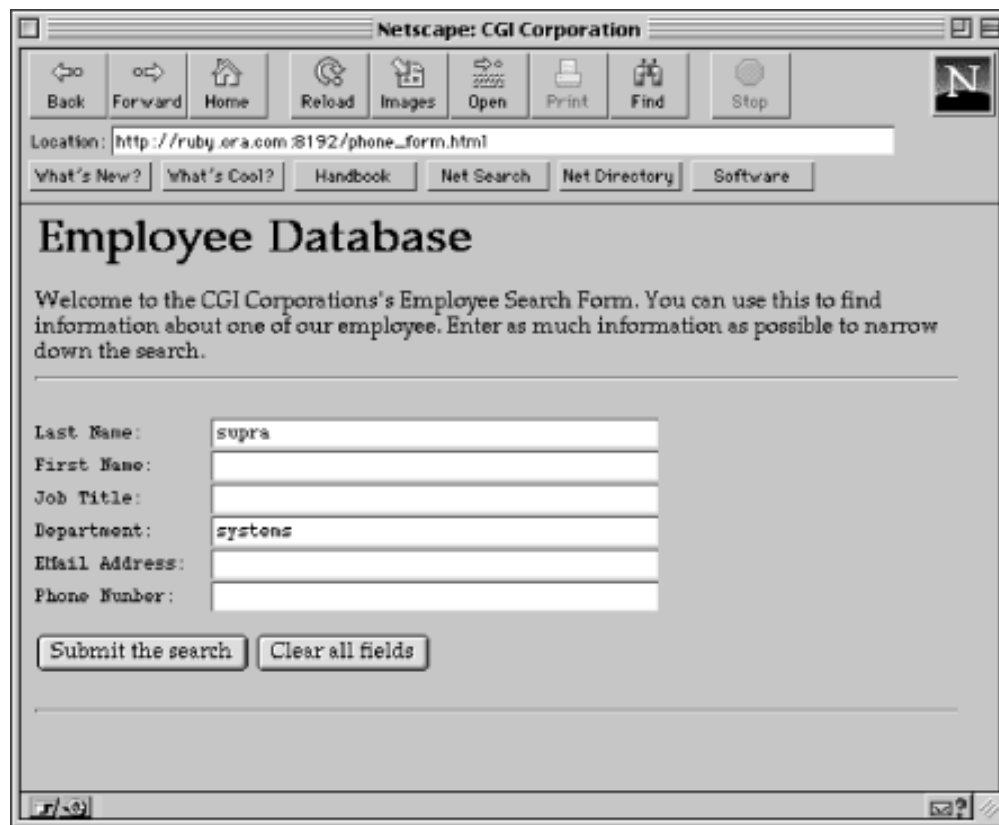 Netscape: CGI Corporation
Back Forward Home Reload Images Open Print Find Stop
N
Location: http://ruby.ora.com:8192/phone_form.html
What's New? What's Cool? Handbook Net Search Net Directory Software
Employee Database
Welcome to the CGI Corporations's Employee Search Form. You can use this to find
information about one of our employee. Enter as much information as possible to narrow
down the search.
Last Name: supra
First Name:
Job Title:
Department: systems
EMail Address:
Phone Number:
Submit the search Clear all fields
?